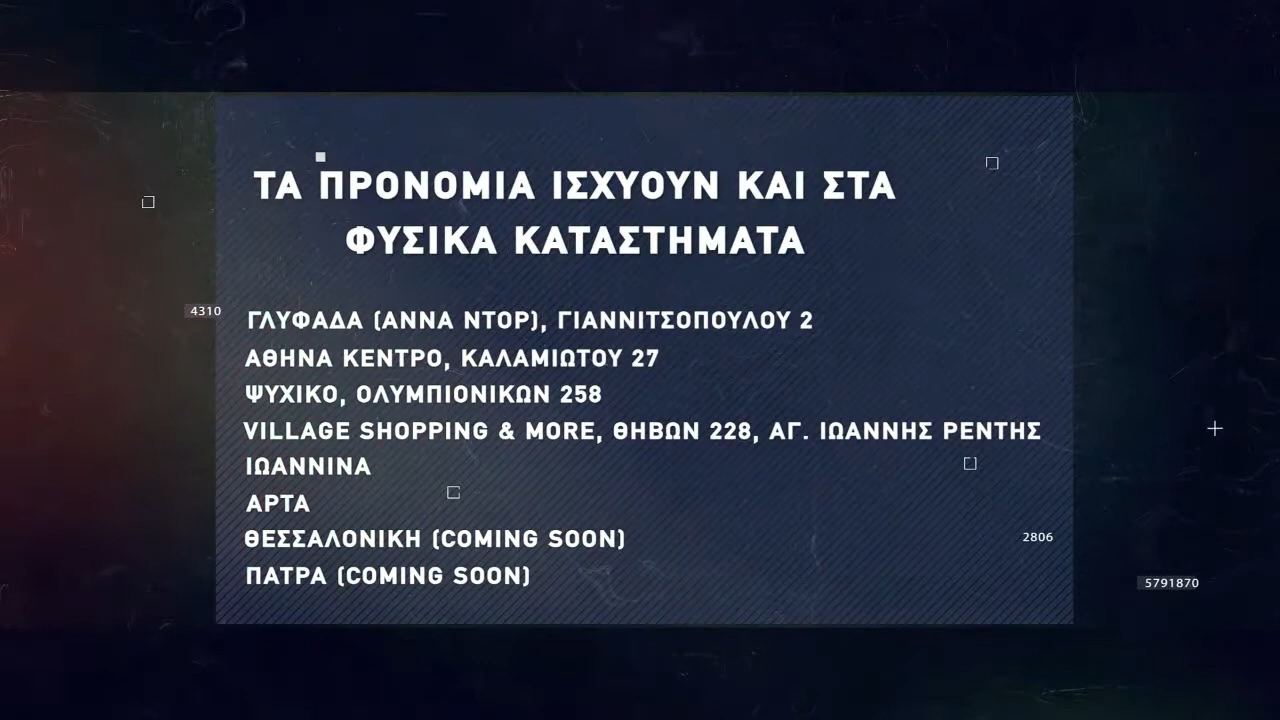 ΤΑ ΠΡΟΝΟΜΙΑ ΙΣΧΥΟΥΝ ΚΑΙ ΣΤΑ
ΦΥΣΙΚΑ ΚΑΤΑΣΤΗΜΑΤΑ
4310
ΓΛΥΦΑΔΑ (ΑΝΝΑ ΝΤΟΡ), ΓΙΑΝΝΙΤΣΟΠΟΥΛΟΥ 2
ΑΘΗΝΑ ΚΕΝΤΡΟ, ΚΑΛΑΜΙΩΤΟΥ 27
ΨΥΧΙΚΟ, ΟΛΥΜΠΙΟΝΙΚΩΝ 258
VILLAGE SHOPPING & MORE, ΘΗΒΩΝ 228, ΑΓ. ΙΩΑΝΝΗΣ ΡΕΝΤΗΣ
ΙΩΑΝΝΙΝΑ
ΑΡΤΑ
ΘΕΣΣΑΛΟΝΙΚΗ (COMING SOON)
2806
ΠΑΤΡΑ (COMING SOON)
5791870